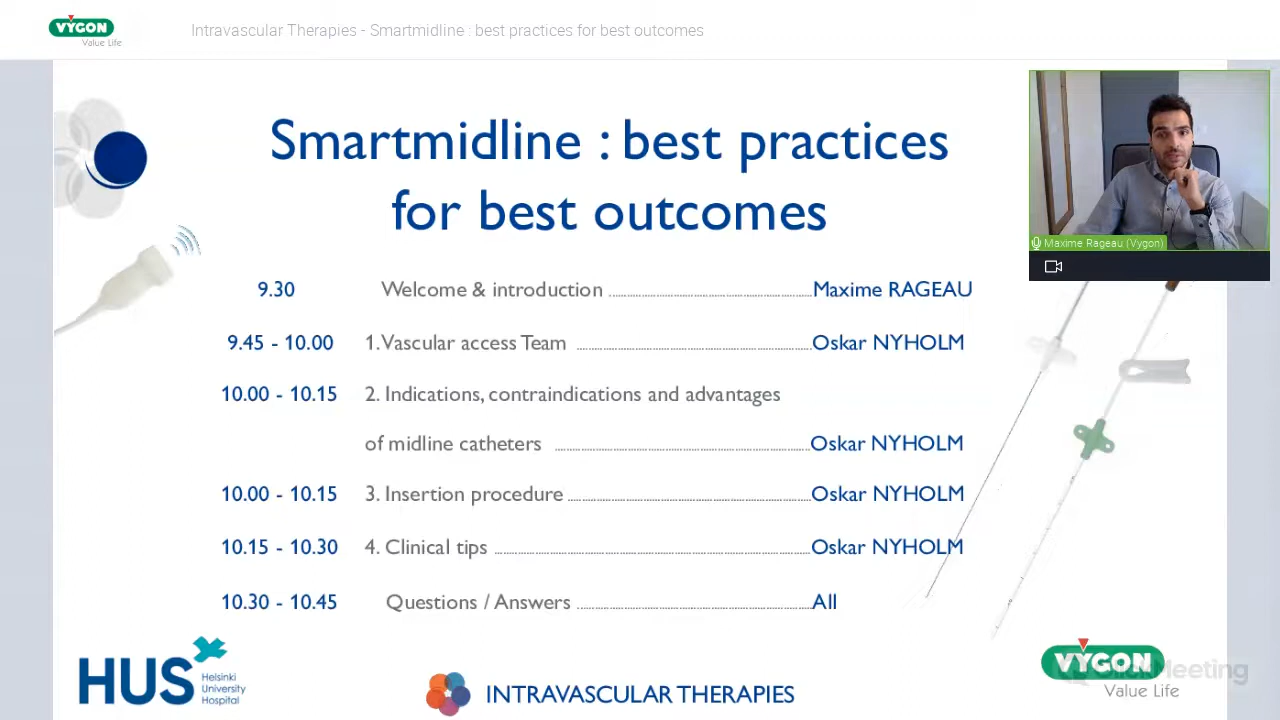 VYGON
Value Life
Intravascular Therapies - Smartmidline : best practices for best outcomes
Smartmidline : best practices
for best outcomes
Maxime Rageau (Vygon)
9.30 Welcome & introduction Maxime RAGEAU
9.45 - 10.00 1. Vascular access Team Oskar NYHOLM
10.00 - 10.15 2. Indications, contraindications and advantages
of midline catheters Oskar NYHOLM
10.00 - 10.15 3. Insertion procedure Oskar NYHOLM
10.15 - 10.30 4. Clinical tips Oskar NYHOLM
10.30 - 10.45 Questions / Answers All
HUS
Helsinki
University
Hospital
INTRAVASCULAR THERAPIES
VYGON
Value Life
ClickMeeting